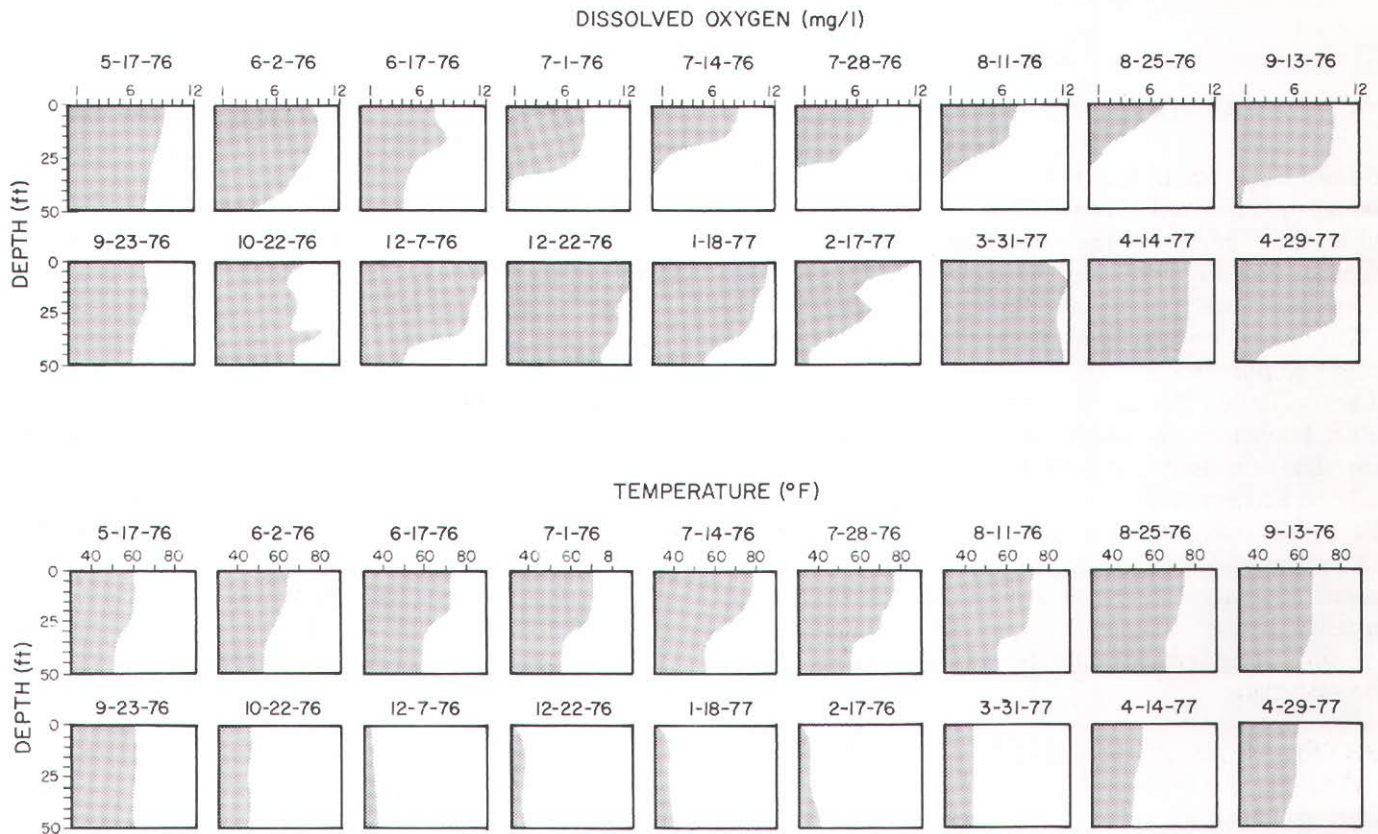 DISSOLVED OXYGEN (mg/l)
5-17-76 6-2-76 6-17-76 7-1-76 7-14-76 7-28-76 8-11-76 8-25-76 9-13-76
1 6 12 1 6 12 1 6 12 1 6 12 1 6 12 1 6 12 1 6 12 1 6 12 1 6 12
0
25
50
9-23-76 10-22-76 12-7-76 12-22-76 1-18-77 2-17-77 3-31-77 4-14-77 4-29-77
0
25
50
DEPTH (ft)
TEMPERATURE (°F)
5-17-76 6-2-76 6-17-76 7-1-76 7-14-76 7-28-76 8-11-76 8-25-76 9-13-76
40 60 80 40 60 80 40 60 80 40 60 8 40 60 80 40 60 80 40 60 80 40 60 80 40 60 80
0
25
50
9-23-76 10-22-76 12-7-76 12-22-76 1-18-77 2-17-76 3-31-77 4-14-77 4-29-77
0
25
50
DEPTH (ft)